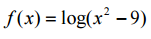 f(x) = log(x² − 9)